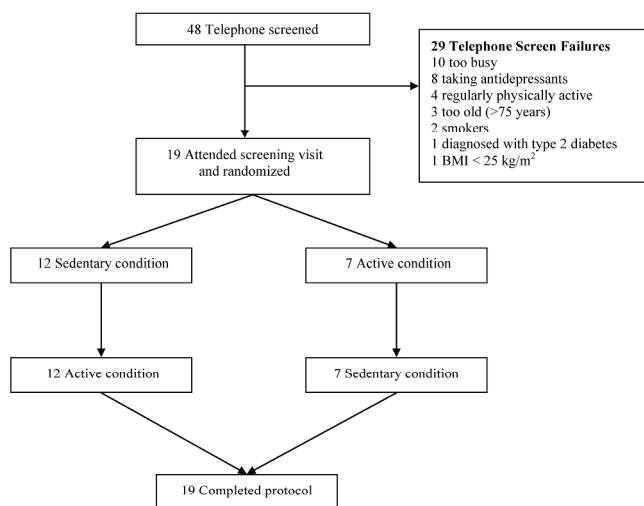 48 Telephone screened
29 Telephone Screen Failures
10 too busy
8 taking antidepressants
4 regularly physically active
3 too old (>75 years)
2 smokers
1 diagnosed with type 2 diabetes
1 BMI < 25 kg/m²
19 Attended screening visit
and randomized
12 Sedentary condition
7 Active condition
12 Active condition
7 Sedentary condition
19 Completed protocol